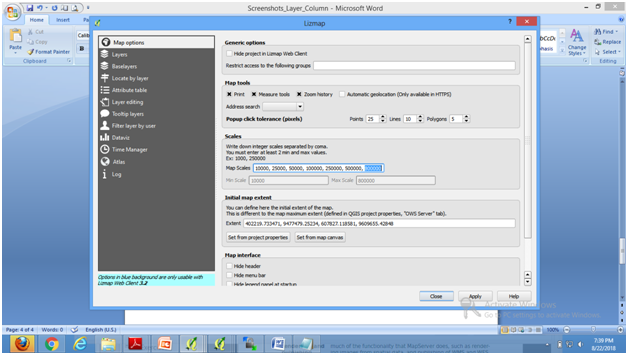 Screenshots_Layer_Column - Microsoft Word
Home
Insert
Cut
Copy
Format Painter
Paste
Clipboard
Lizmap
Map options
Layers
Baselayers
Locate by layer
Attribute table
Layer editing
Tooltip layers
Filter layer by user
Dataviz
Time Manager
Atlas
Log
Options in blue background are only usable with
Lizmap Web Client 3.2
Generic options
Hide project in Lizmap Web Client
Restrict access to the following groups
Map tools
Print Measure tools Zoom history Automatic geolocation (Only available in HTTPS)
Address search
Popup click tolerance (pixels) Points 25 Lines 10 Polygons 5
Scales
Write down integer scales separated by coma.
You must enter at least 2 min and max values.
Ex: 1000, 250000
Map Scales 10000, 25000, 50000, 100000, 250000, 500000,
Min Scale 10000 Max Scale 800000
Initial map extent
You can define here the initial extent of the map.
This is different to the map maximum extent (defined in QGIS project properties, "OWS Server" tab).
Extent 402219.733471, 9477479.25234, 607827.118581, 9609655.42848
Set from project properties Set from map canvas
Map interface
Hide header
Hide menu bar
Hide legend panel at startup
Close Apply Help
Change
Styles
Find
Replace
Select
Editing
Activate Windows
Go to PC settings to activate Windows.
Page: 4 of 4 Words: 0 English (U.S.) 100%
7:39 PM
8/22/2018